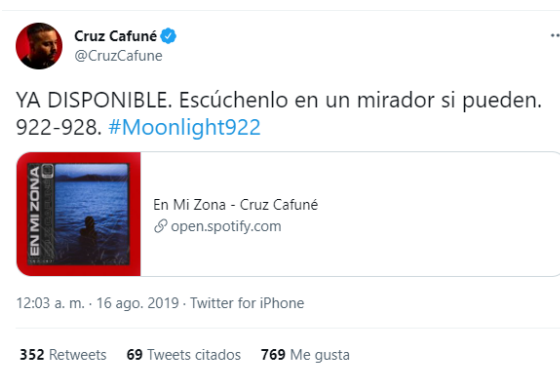 Cruz Cafuné
@CruzCafune
YA DISPONIBLE. Escúchenlo en un mirador si pueden.
922-928. #Moonlight922
EN MI ZONA
En Mi Zona - Cruz Cafuné
open.spotify.com
12:03 a. m. · 16 ago. 2019 · Twitter for iPhone
352 Retweets 69 Tweets citados 769 Me gusta